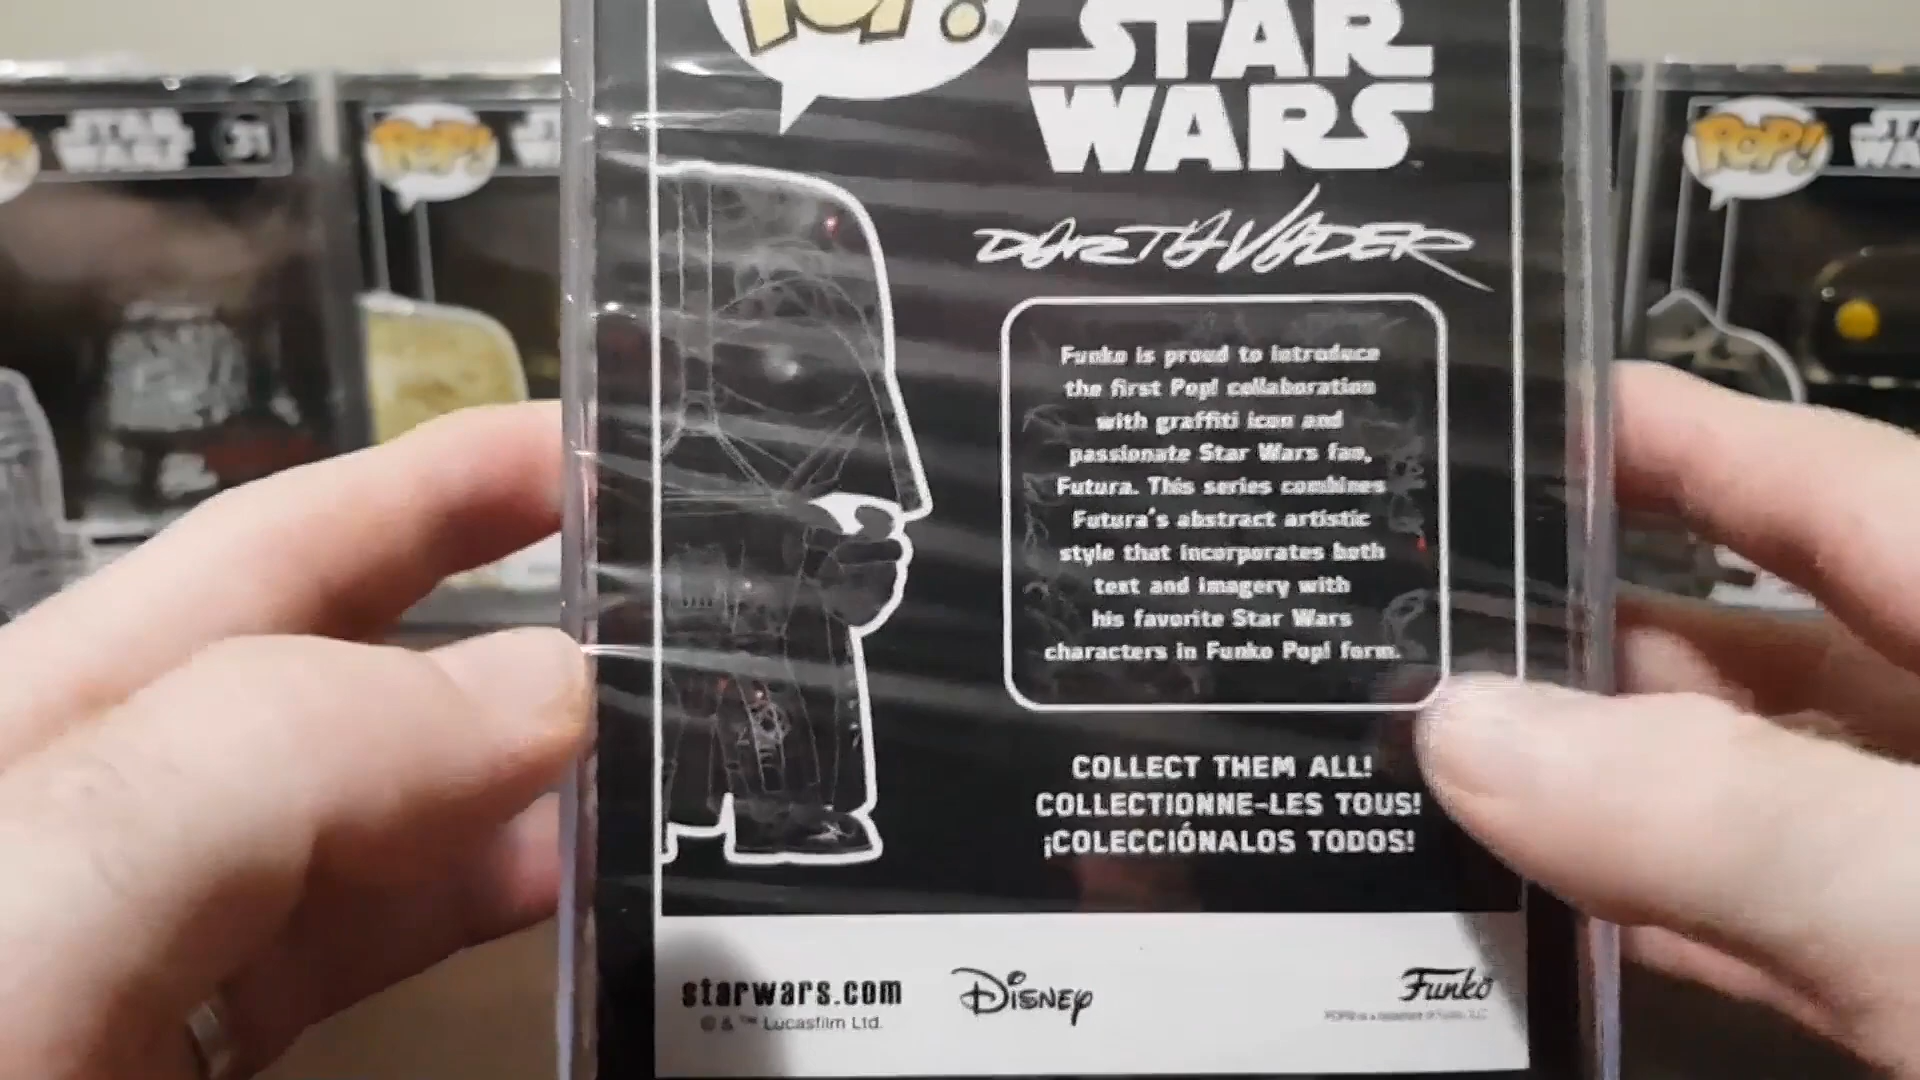 POP!
STAR
WARS
DARTH VADER
Funko is proud to introduce
the first Pop! collaboration
with graffiti icon and
passionate Star Wars fan,
Futura. This series combines
Futura's abstract artistic
style that incorporates both
text and imagery with
his favorite Star Wars
characters in Funko Pop! form.
COLLECT THEM ALL!
COLLECTIONNE-LES TOUS!
¡COLECCIÓNALOS TODOS!
starwars.com
© & ™ Lucasfilm Ltd.
Disney
Funko
STAR
WARS
31
POP!
POP!